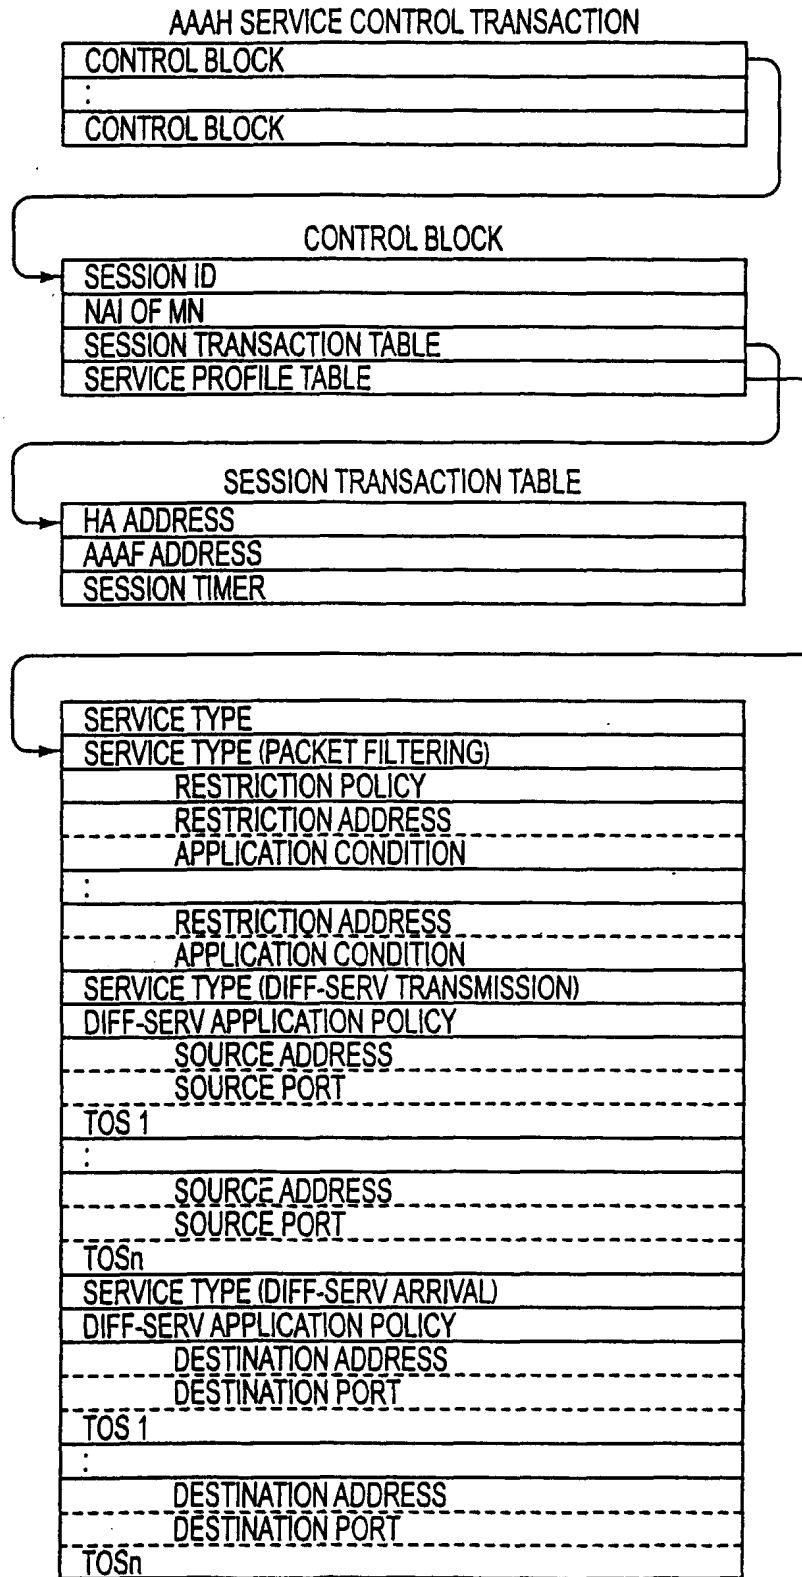 AAAH SERVICE CONTROL TRANSACTION
CONTROL BLOCK
:
CONTROL BLOCK
CONTROL BLOCK
SESSION ID
NAI OF MN
SESSION TRANSACTION TABLE
SERVICE PROFILE TABLE
SESSION TRANSACTION TABLE
HA ADDRESS
AAAF ADDRESS
SESSION TIMER
SERVICE TYPE
SERVICE TYPE (PACKET FILTERING)
RESTRICTION POLICY
RESTRICTION ADDRESS
APPLICATION CONDITION
:
RESTRICTION ADDRESS
APPLICATION CONDITION
SERVICE TYPE (DIFF-SERV TRANSMISSION)
DIFF-SERV APPLICATION POLICY
SOURCE ADDRESS
SOURCE PORT
TOS 1
:
SOURCE ADDRESS
SOURCE PORT
TOSn
SERVICE TYPE (DIFF-SERV ARRIVAL)
DIFF-SERV APPLICATION POLICY
DESTINATION ADDRESS
DESTINATION PORT
TOS 1
:
DESTINATION ADDRESS
DESTINATION PORT
TOSn